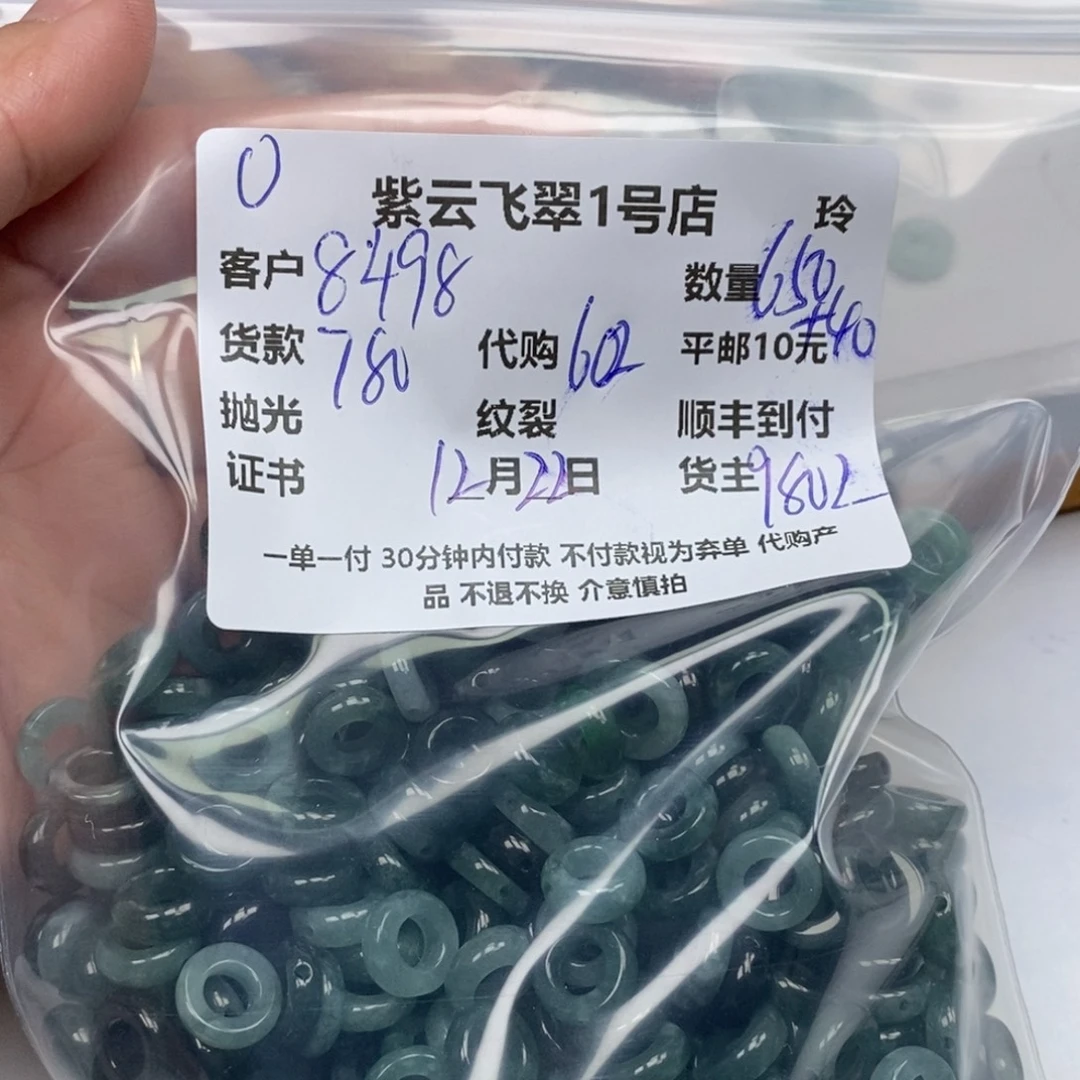 0
紫云飞翠1号店 玲
客户 8498 数量 650
+40
货款 780 代购 602 平邮10元
抛光 纹裂 顺丰到付
证书 12月22日 货主 9802
一单一付 30分钟内付款 不付款视为弃单 代购产
品 不退不换 介意慎拍